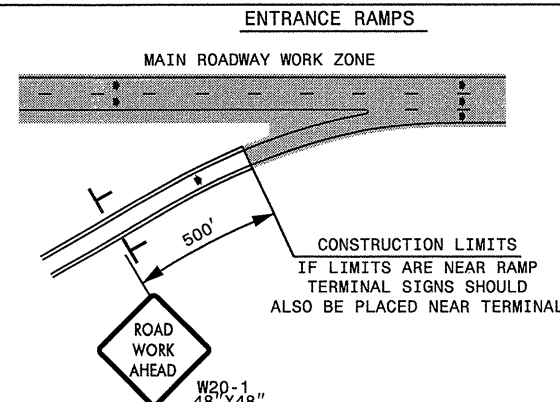 ENTRANCE RAMPS
MAIN ROADWAY WORK ZONE
500'
CONSTRUCTION LIMITS
IF LIMITS ARE NEAR RAMP
TERMINAL SIGNS SHOULD
ALSO BE PLACED NEAR TERMINAL
ROAD
WORK
AHEAD
W20-1
48"X48"